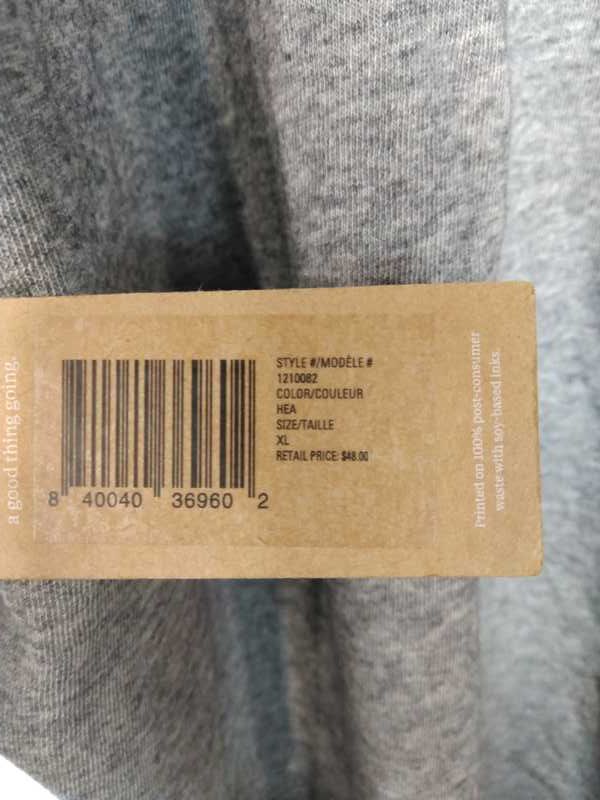 a good thing going.
STYLE #/MODÈLE #
1210082
COLOR/COULEUR
HEA
SIZE/TAILLE
XL
RETAIL PRICE: $48.00
8 40040 36960 2
Printed on 100% post-consumer
waste with soy-based inks.